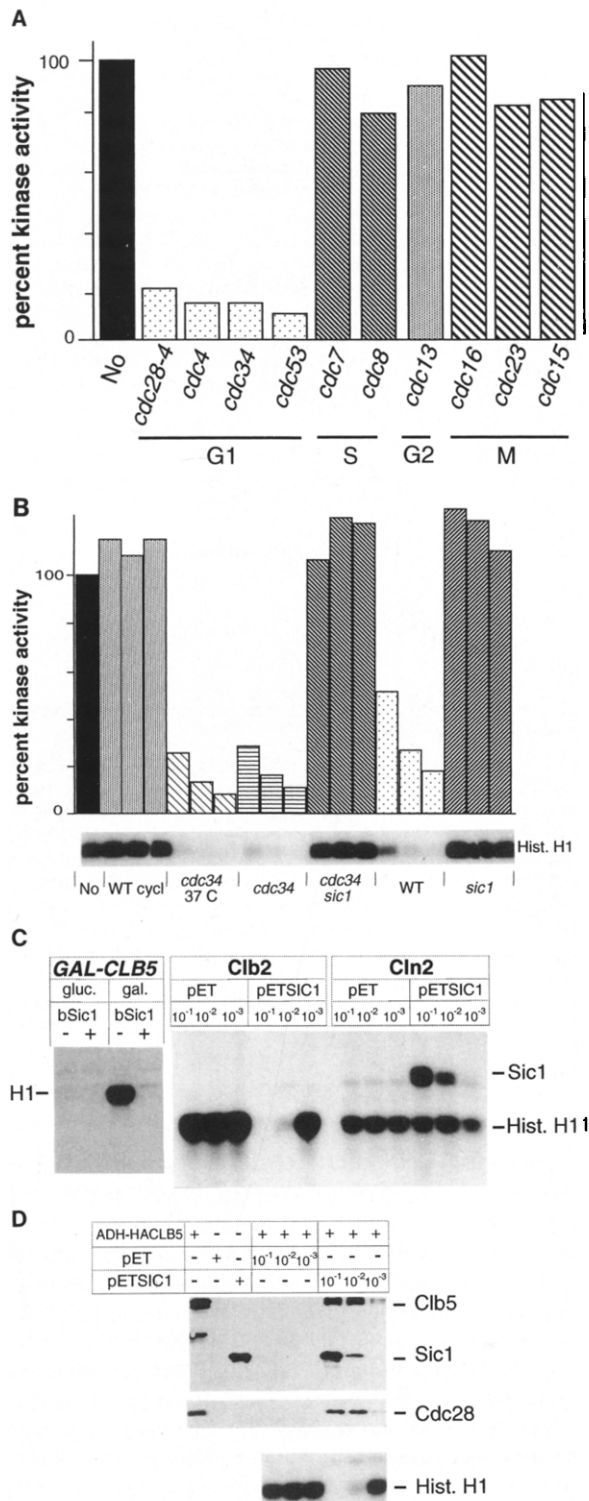 A
percent kinase activity
100
0
No
cdc28-4
cdc4
cdc34
cdc53
cdc7
cdc8
cdc13
cdc16
cdc23
cdc15
G1
S
G2
M
B
percent kinase activity
100
0
Hist. H1
No
WT cycl
cdc34
37 C
cdc34
cdc34
sic1
WT
sic1
C
GAL-CLB5
gluc. gal.
bSic1 bSic1
- + - +
H1
Clb2 Cln2
pET pETSIC1 pET pETSIC1
10⁻¹ 10⁻² 10⁻³ 10⁻¹ 10⁻² 10⁻³ 10⁻¹ 10⁻² 10⁻³ 10⁻¹ 10⁻² 10⁻³
Sic1
Hist. H11
D
ADH-HACLB5 + - - + + + + + +
pET - + - 10⁻¹ 10⁻² 10⁻³ - - -
pETSIC1 - - + - - - 10⁻¹ 10⁻² 10⁻³
Clb5
Sic1
Cdc28
Hist. H1